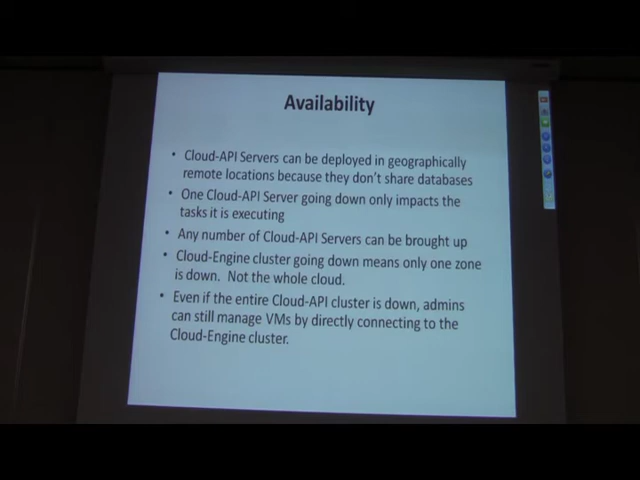 Availability
• Cloud-API Servers can be deployed in geographically
remote locations because they don't share databases
• One Cloud-API Server going down only impacts the
tasks it is executing
• Any number of Cloud-API Servers can be brought up
• Cloud-Engine cluster going down means only one zone
is down. Not the whole cloud.
• Even if the entire Cloud-API cluster is down, admins
can still manage VMs by directly connecting to the
Cloud-Engine cluster.